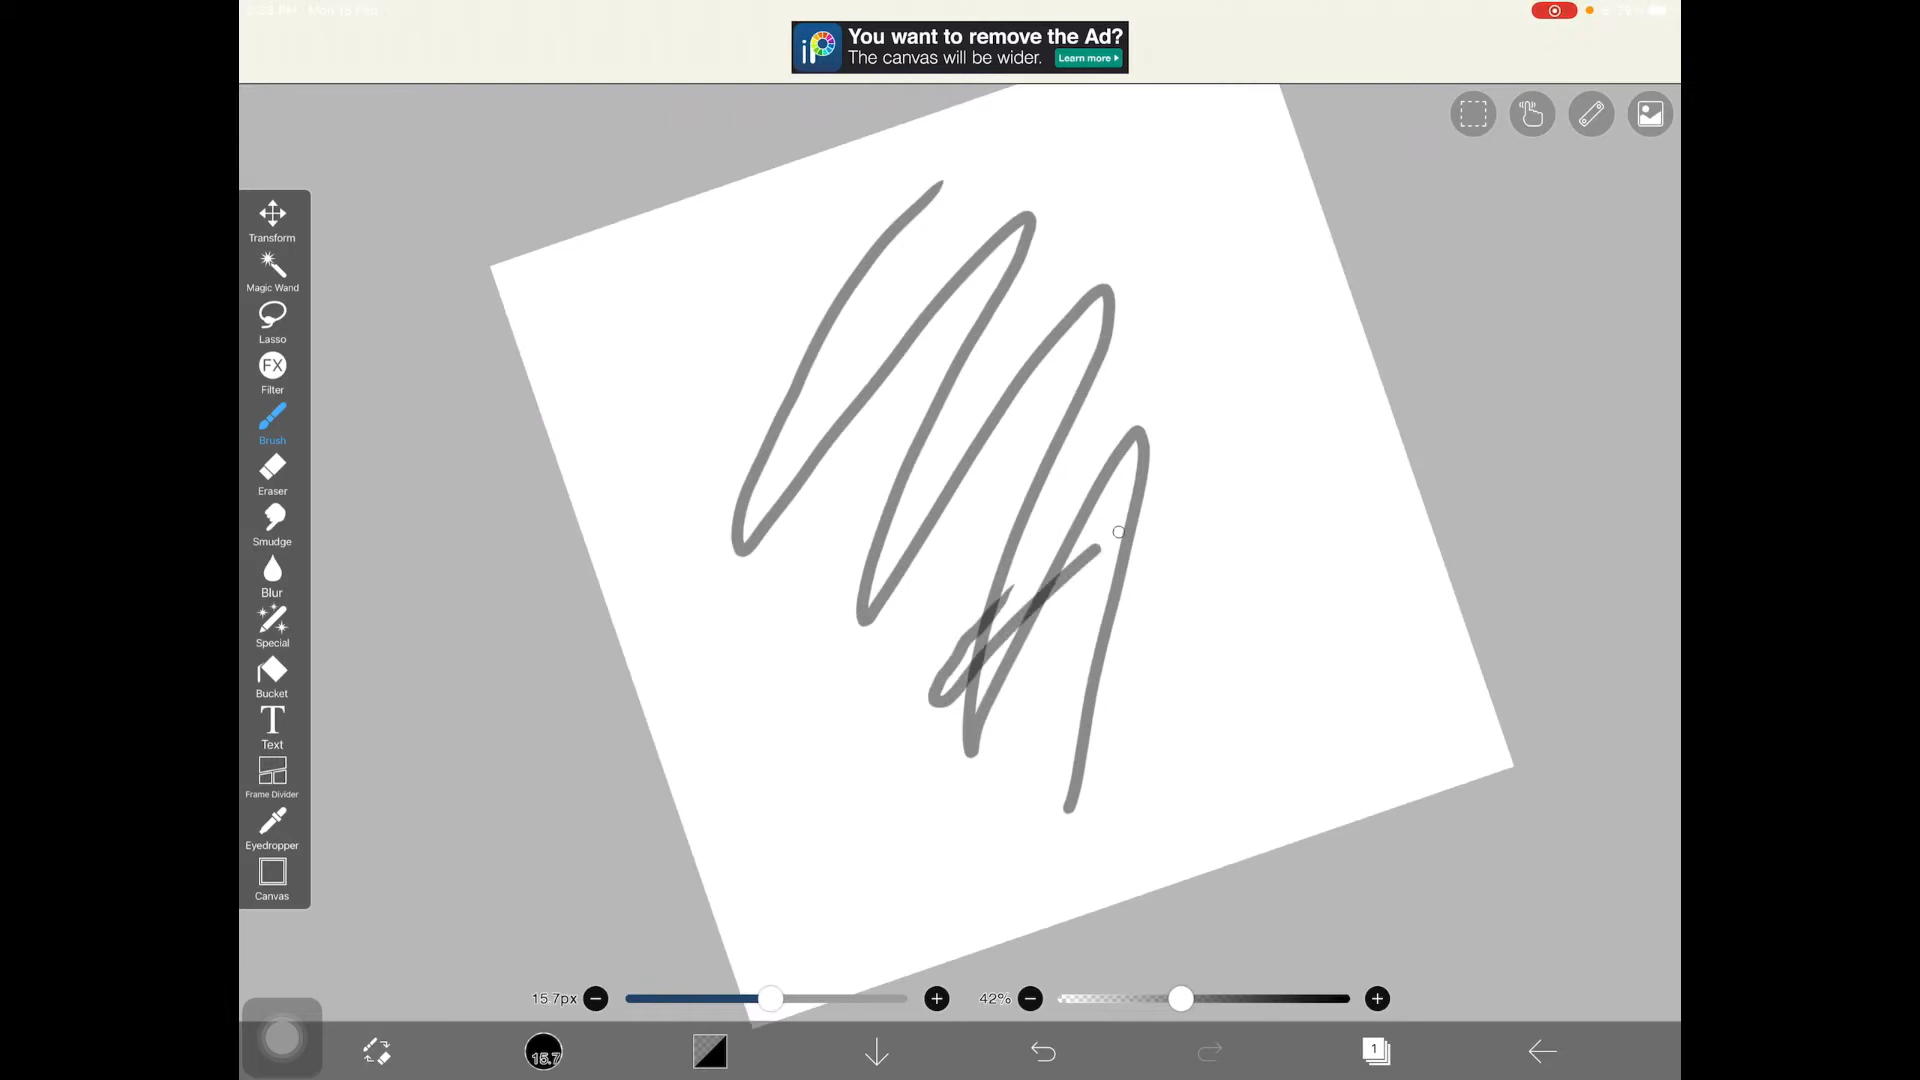 You want to remove the Ad?
The canvas will be wider.
Learn more
Transform
Magic Wand
Lasso
FX
Filter
Brush
Eraser
Smudge
Blur
Special
Bucket
T
Text
Frame Divider
Eyedropper
Canvas
15.7px
42%
15.7
1